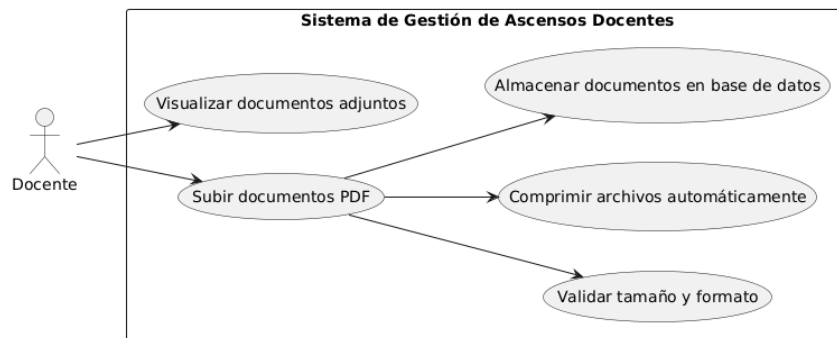 Sistema de Gestión de Ascensos Docentes
Almacenar documentos en base de datos
Visualizar documentos adjuntos
Docente
Subir documentos PDF
Comprimir archivos automáticamente
Validar tamaño y formato